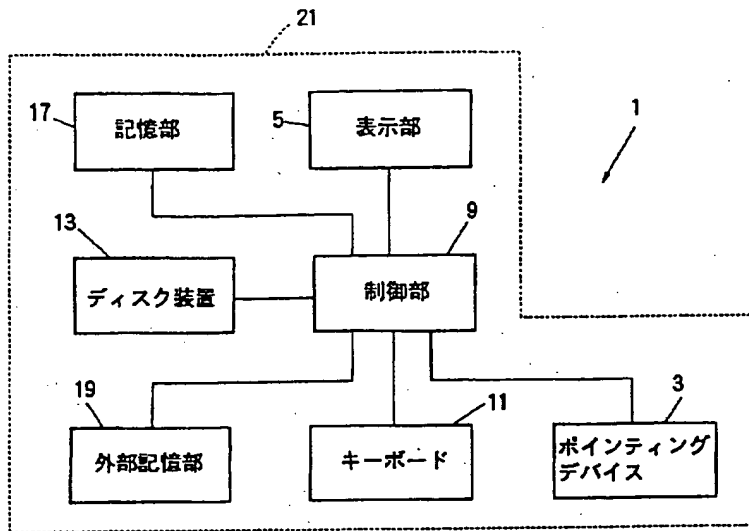 21
17
記憶部
5
表示部
1
13
ディスク装置
9
制御部
19
外部記憶部
11
キーボード
3
ポインティング
デバイス